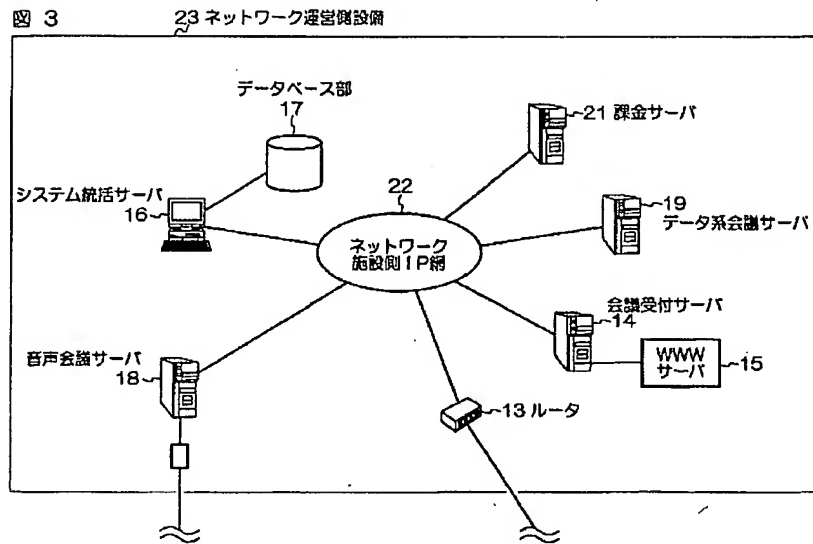 図 3
23 ネットワーク運営側設備
データベース部
17
21 課金サーバ
システム統活サーバ
16
22
ネットワーク
施設側IP網
19
データ系会議サーバ
会議受付サーバ
14
WWW
サーバ
15
音声会議サーバ
18
13 ルータ